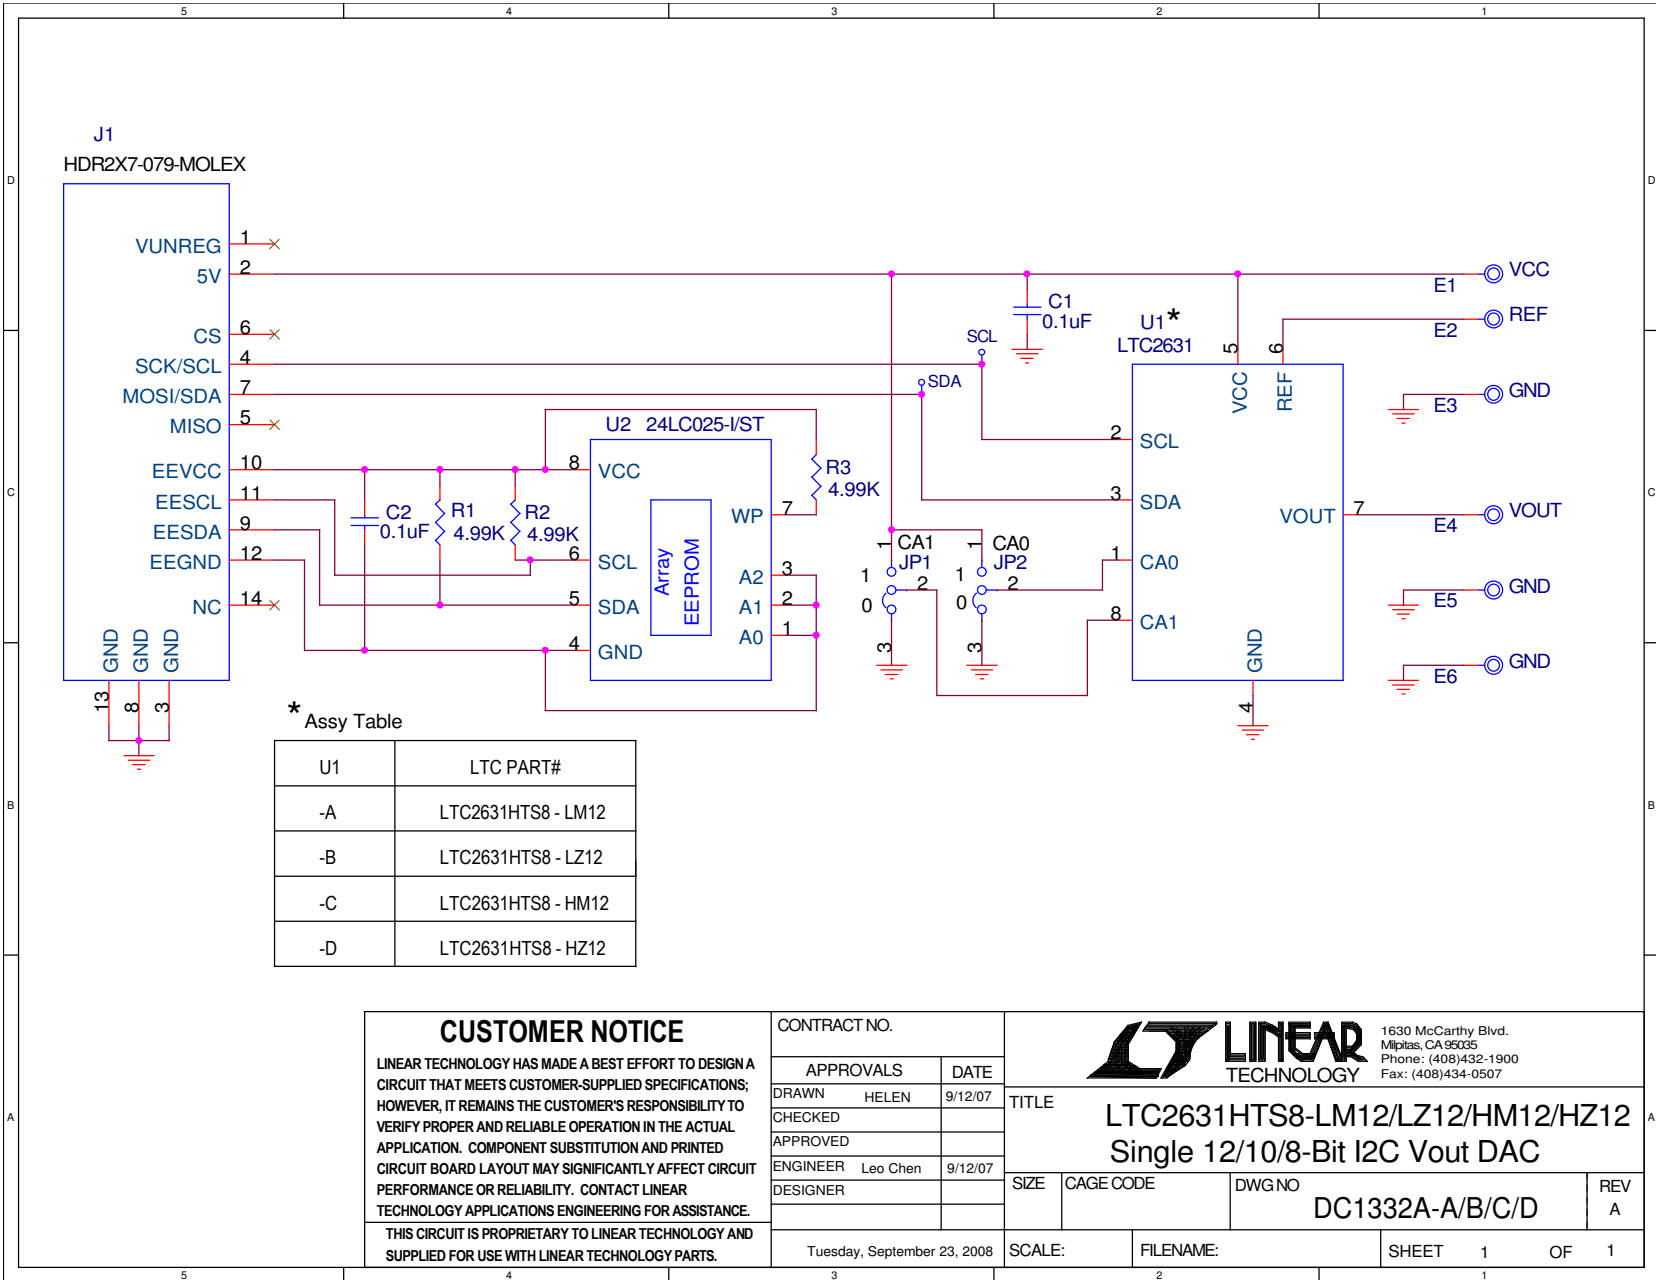 5 4 3 2 1
D D
C C
B B
A A
J1
HDR2X7-079-MOLEX
VUNREG 1
5V 2
CS 6
SCK/SCL 4
MOSI/SDA 7
MISO 5
EEVCC 10
EESCL 11
EESDA 9
EEGND 12
NC 14
GND GND GND
13 8 3
C2
0.1uF
R1
4.99K
R2
4.99K
U2 24LC025-I/ST
8 VCC
6 SCL
5 SDA
4 GND
Array
EEPROM
WP 7
A2 3
A1 2
A0 1
R3
4.99K
SCL
SDA
C1
0.1uF
1 CA1
JP1
1 2
0
3
1 CA0
JP2
1 2
0
3
U1*
LTC2631
5 6
VCC REF
2 SCL
3 SDA
1 CA0
8 CA1
VOUT 7
GND
4
E1 VCC
E2 REF
E3 GND
E4 VOUT
E5 GND
E6 GND
* Assy Table
U1 LTC PART#
-A LTC2631HTS8 - LM12
-B LTC2631HTS8 - LZ12
-C LTC2631HTS8 - HM12
-D LTC2631HTS8 - HZ12
CUSTOMER NOTICE
LINEAR TECHNOLOGY HAS MADE A BEST EFFORT TO DESIGN A
CIRCUIT THAT MEETS CUSTOMER-SUPPLIED SPECIFICATIONS;
HOWEVER, IT REMAINS THE CUSTOMER'S RESPONSIBILITY TO
VERIFY PROPER AND RELIABLE OPERATION IN THE ACTUAL
APPLICATION. COMPONENT SUBSTITUTION AND PRINTED
CIRCUIT BOARD LAYOUT MAY SIGNIFICANTLY AFFECT CIRCUIT
PERFORMANCE OR RELIABILITY. CONTACT LINEAR
TECHNOLOGY APPLICATIONS ENGINEERING FOR ASSISTANCE.
THIS CIRCUIT IS PROPRIETARY TO LINEAR TECHNOLOGY AND
SUPPLIED FOR USE WITH LINEAR TECHNOLOGY PARTS.
CONTRACT NO.
APPROVALS DATE
DRAWN HELEN 9/12/07
CHECKED
APPROVED
ENGINEER Leo Chen 9/12/07
DESIGNER
Tuesday, September 23, 2008
LINEAR
TECHNOLOGY
1630 McCarthy Blvd.
Milpitas, CA 95035
Phone: (408)432-1900
Fax: (408)434-0507
TITLE
LTC2631HTS8-LM12/LZ12/HM12/HZ12
Single 12/10/8-Bit I2C Vout DAC
SIZE CAGE CODE DWG NO REV
DC1332A-A/B/C/D A
SCALE: FILENAME: SHEET 1 OF 1
5 4 3 2 1